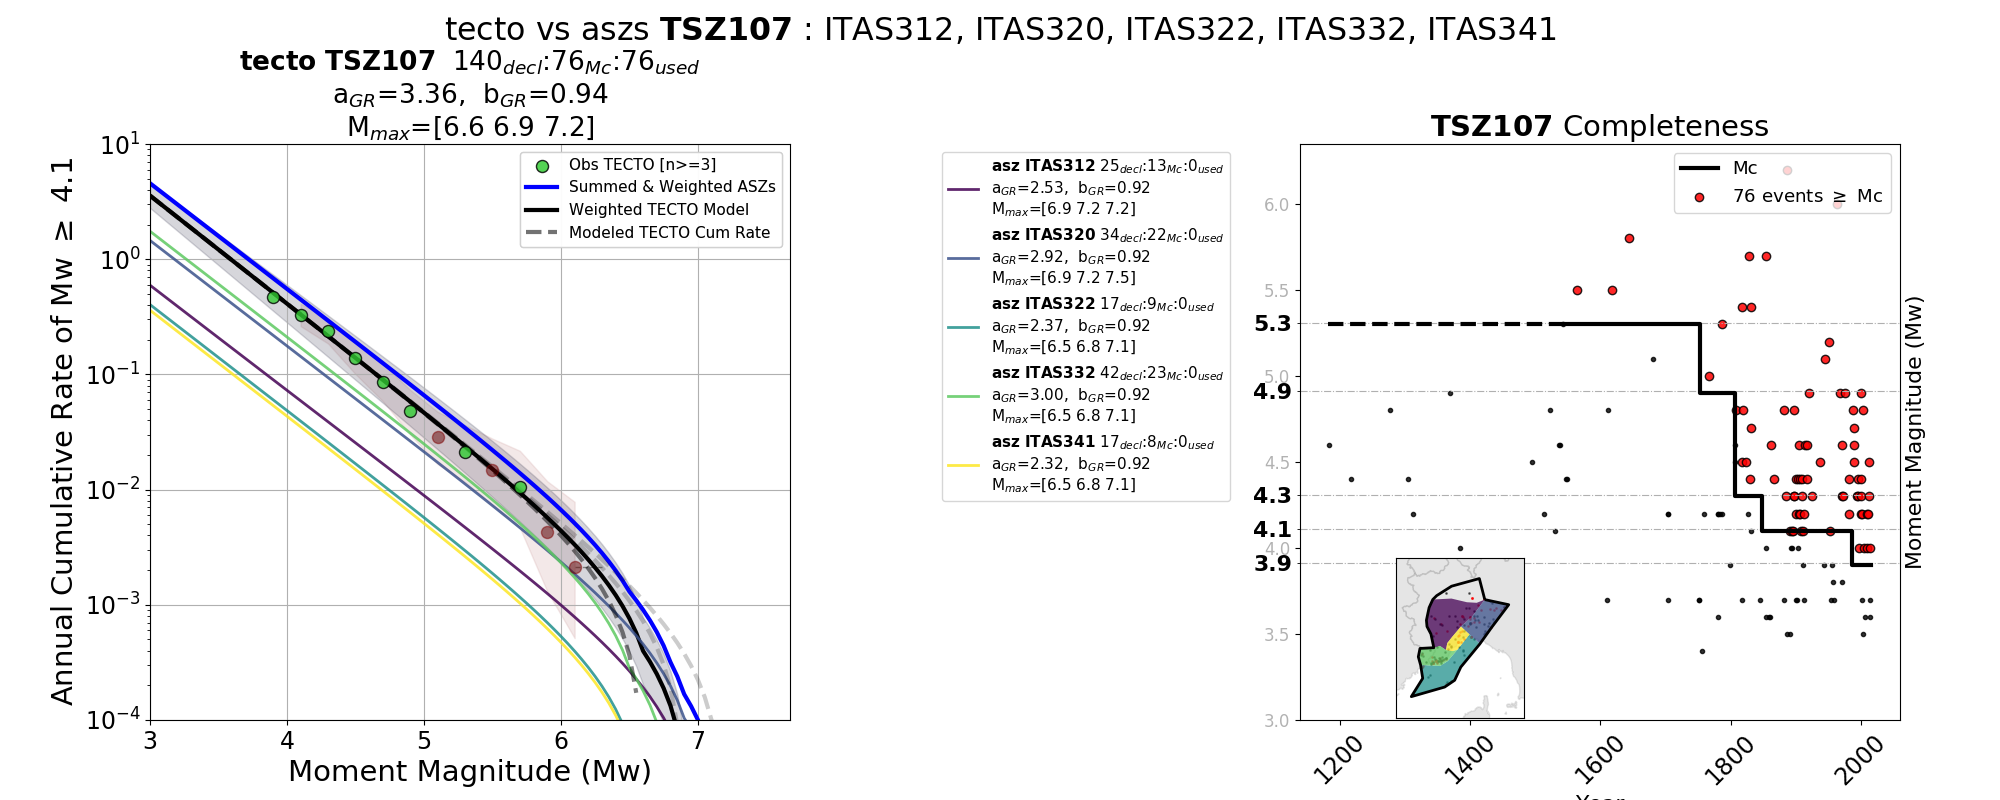 tecto vs aszs TSZ107 : ITAS312, ITAS320, ITAS322, ITAS332, ITAS341
tecto TSZ107 140decl:76Mc:76used
aGR=3.36, bGR=0.94
Mmax=[6.6 6.9 7.2]
Annual Cumulative Rate of Mw ≥ 4.1
10^1
10^0
10^-1
10^-2
10^-3
10^-4
3
4
5
6
7
Moment Magnitude (Mw)
Obs TECTO [n>=3]
Summed & Weighted ASZs
Weighted TECTO Model
Modeled TECTO Cum Rate
asz ITAS312 25decl:13Mc:0used
aGR=2.53, bGR=0.92
Mmax=[6.9 7.2 7.2]
asz ITAS320 34decl:22Mc:0used
aGR=2.92, bGR=0.92
Mmax=[6.9 7.2 7.5]
asz ITAS322 17decl:9Mc:0used
aGR=2.37, bGR=0.92
Mmax=[6.5 6.8 7.1]
asz ITAS332 42decl:23Mc:0used
aGR=3.00, bGR=0.92
Mmax=[6.5 6.8 7.1]
asz ITAS341 17decl:8Mc:0used
aGR=2.32, bGR=0.92
Mmax=[6.5 6.8 7.1]
TSZ107 Completeness
Mc
76 events ≥ Mc
6.0
5.5
5.3
5.0
4.9
4.5
4.3
4.1
4.0
3.9
3.5
3.0
1200
1400
1600
1800
2000
Year
Moment Magnitude (Mw)